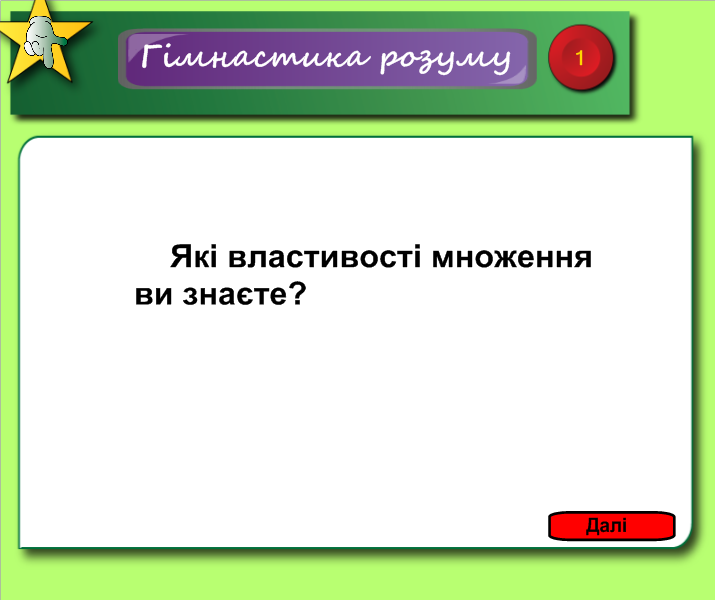 Гімнастика розуму
1
Які властивості множення
ви знаєте?
Далі